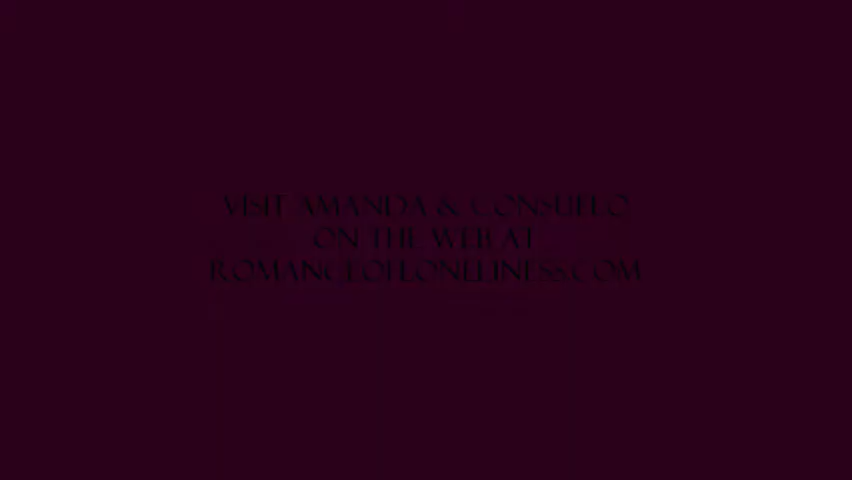 VISIT AMANDA & CONSUELO
ON THE WEB AT
ROMANCEOFLONELINESS.COM